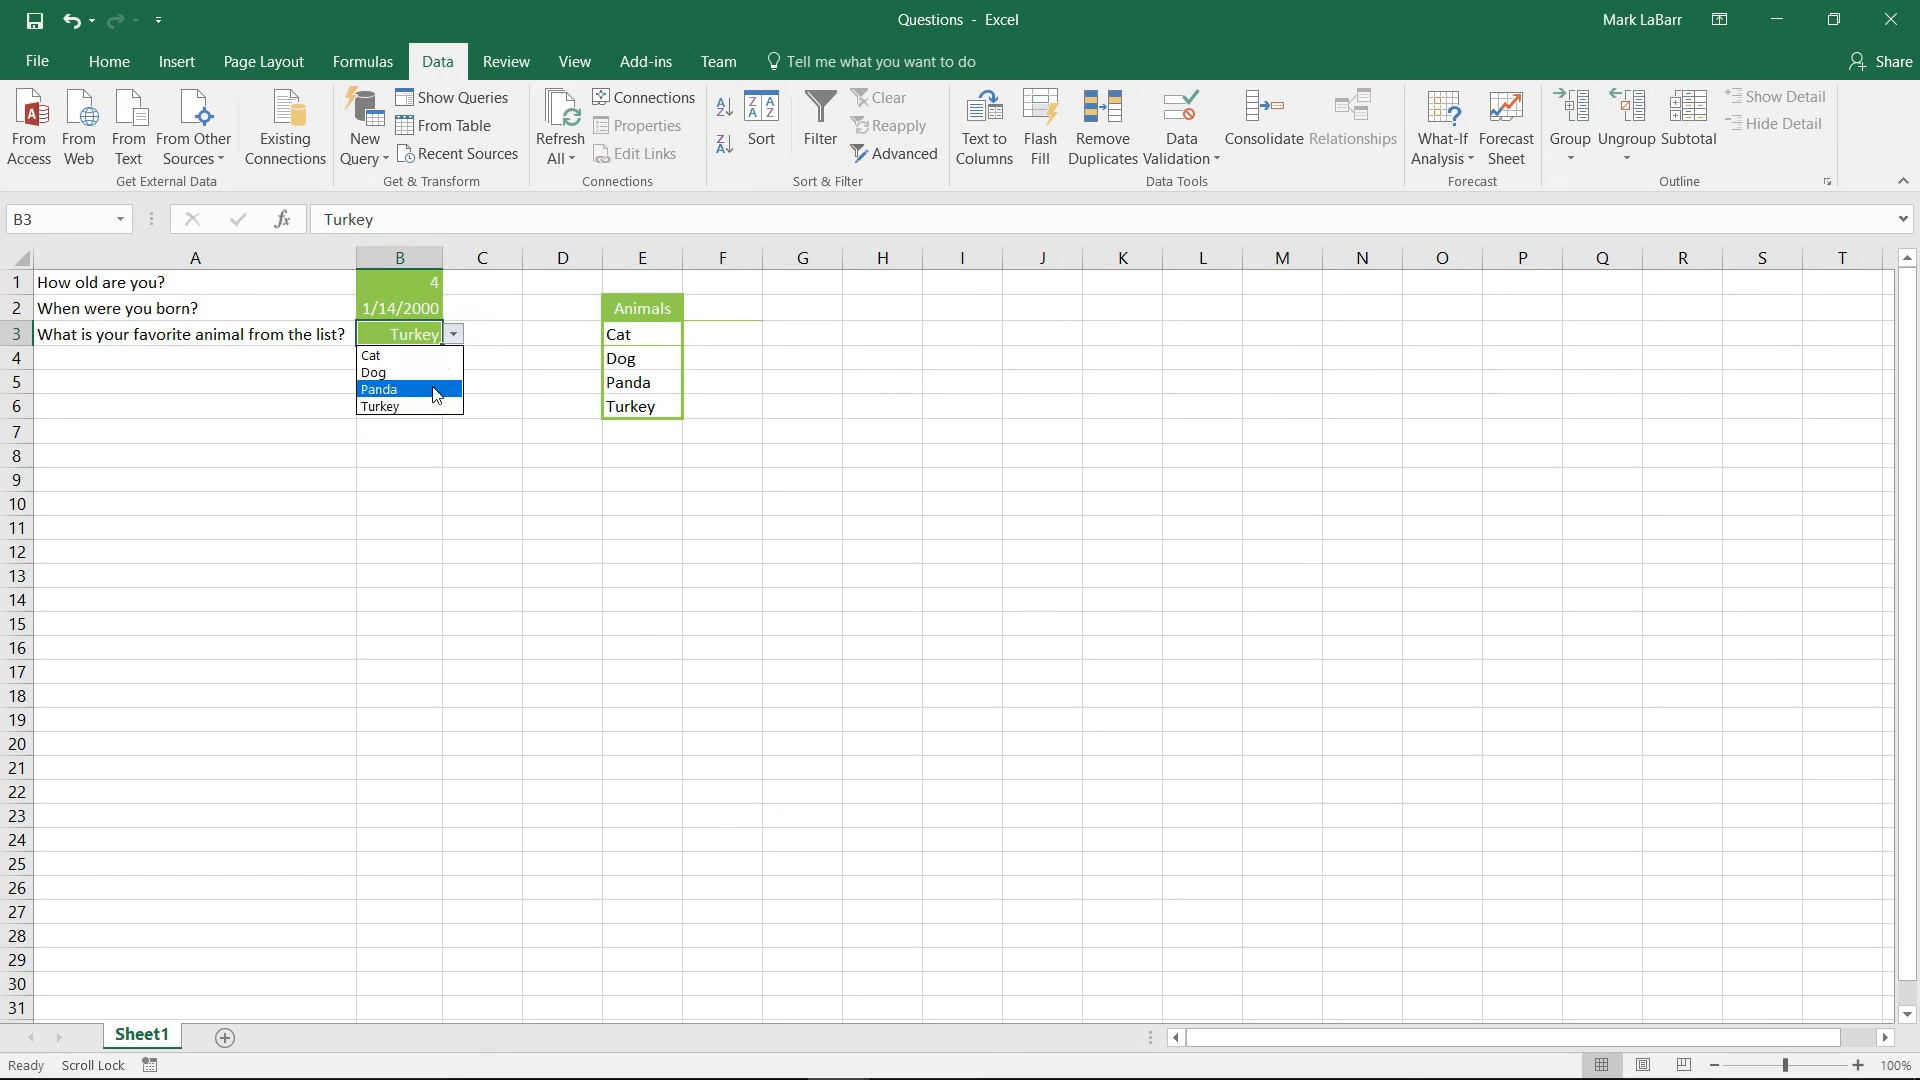 Questions - Excel
Mark LaBarr
File Home Insert Page Layout Formulas Data Review View Add-ins Team Tell me what you want to do Share
From Access
From Web
From Text
From Other Sources
Existing Connections
Get External Data
New Query
Show Queries
From Table
Recent Sources
Get & Transform
Refresh All
Connections
Properties
Edit Links
Connections
Sort
Filter
Clear
Reapply
Advanced
Sort & Filter
Text to Columns
Flash Fill
Remove Duplicates
Data Validation
Consolidate
Relationships
Data Tools
What-If Analysis
Forecast Sheet
Forecast
Group
Ungroup
Subtotal
Show Detail
Hide Detail
Outline
B3 fx Turkey
A B C D E F G H I J K L M N O P Q R S T
1 How old are you? 4
2 When were you born? 1/14/2000 Animals
3 What is your favorite animal from the list? Turkey Cat
4 Dog
5 Panda
6 Turkey
Cat
Dog
Panda
Turkey
7
8
9
10
11
12
13
14
15
16
17
18
19
20
21
22
23
24
25
26
27
28
29
30
31
Sheet1
Ready Scroll Lock 100%